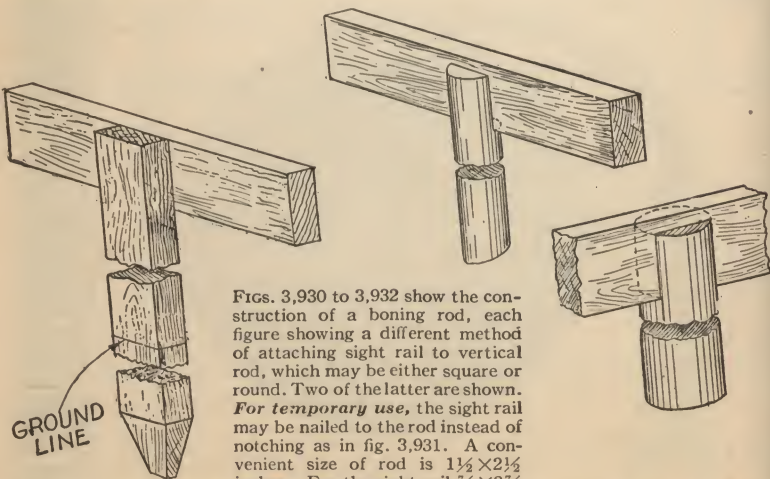 FIGS. 3,930 to 3,932 show the con-
struction of a boning rod, each
figure showing a different method
of attaching sight rail to vertical
rod, which may be either square or
round. Two of the latter are shown.
For temporary use, the sight rail
may be nailed to the rod instead of
notching as in fig. 3,931. A con-
venient size of rod is 1½×2½
GROUND
LINE